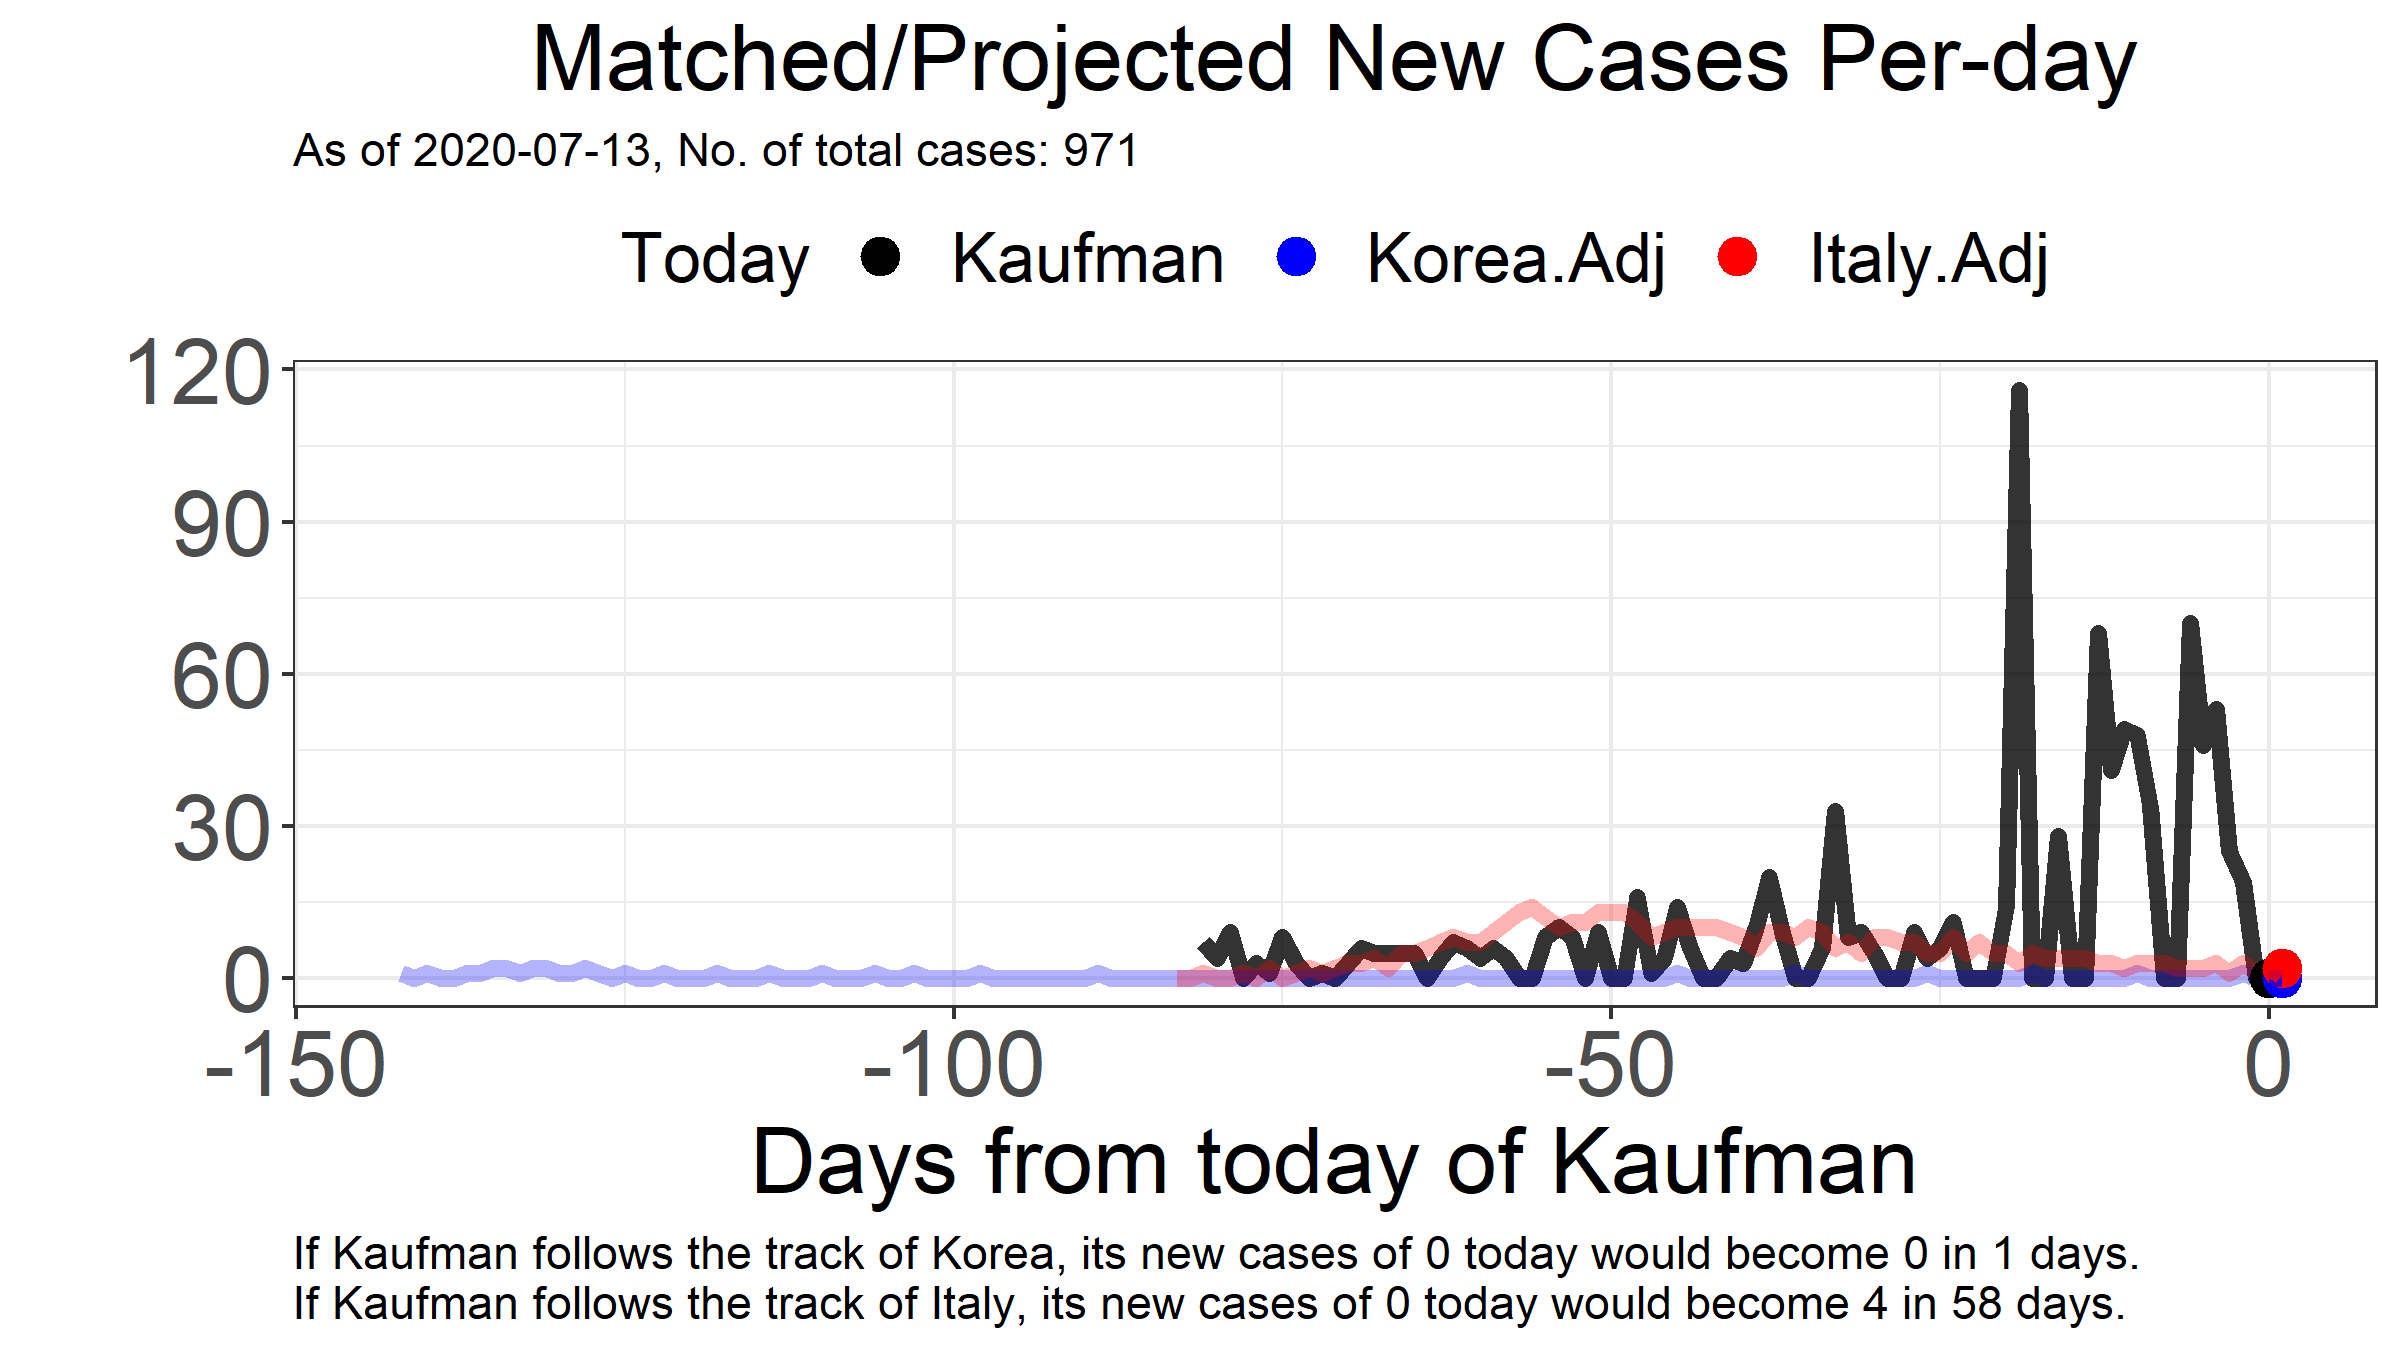 Matched/Projected New Cases Per-day
As of 2020-07-13, No. of total cases: 971
Today Kaufman Korea.Adj Italy.Adj
120
90
60
30
0
-150 -100 -50 0
Days from today of Kaufman
If Kaufman follows the track of Korea, its new cases of 0 today would become 0 in 1 days.
If Kaufman follows the track of Italy, its new cases of 0 today would become 4 in 58 days.